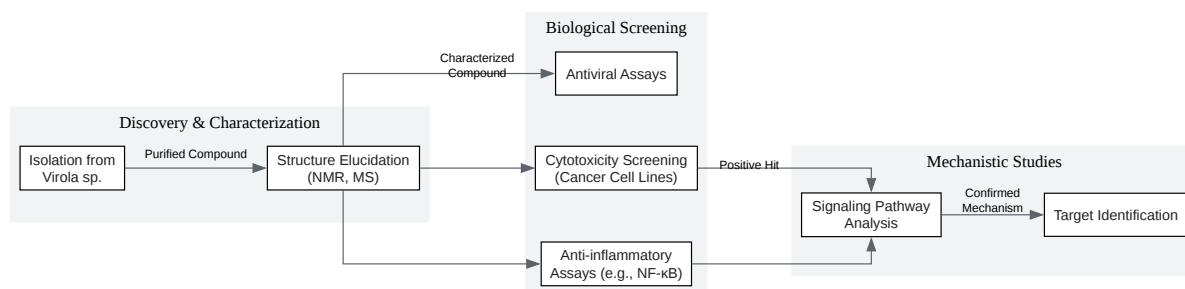 Biological Screening
Characterized
Compound
Antiviral Assays
Discovery & Characterization
Isolation from
Virola sp.
Purified Compound
Structure Elucidation
(NMR, MS)
Cytotoxicity Screening
(Cancer Cell Lines)
Positive Hit
Mechanistic Studies
Signaling Pathway
Analysis
Confirmed
Mechanism
Target Identification
Anti-inflammatory
Assays (e.g., NF-κB)